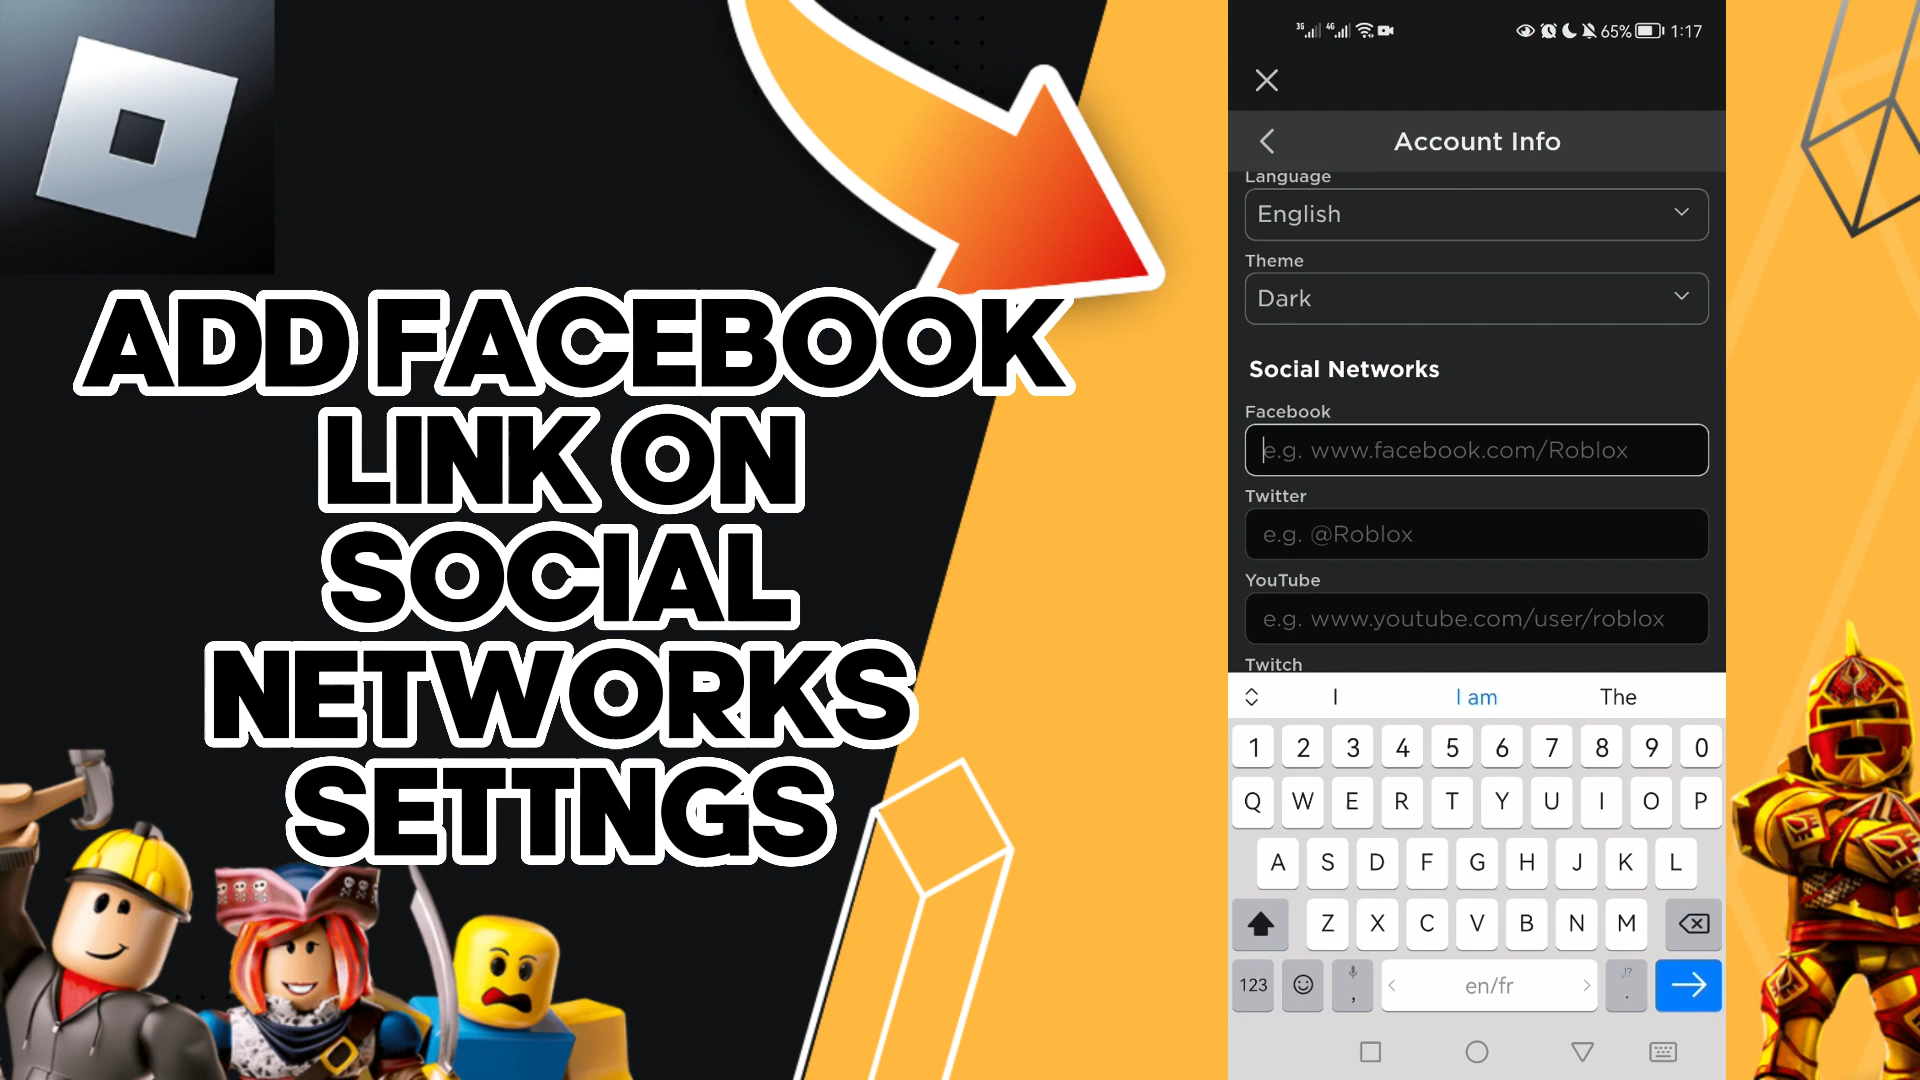 ADD FACEBOOK
LINK ON
SOCIAL
NETWORKS
SETTNGS
3G 4G 65% 1:17
Account Info
Language
English
Theme
Dark
Social Networks
Facebook
e.g. www.facebook.com/Roblox
Twitter
e.g. @Roblox
YouTube
e.g. www.youtube.com/user/roblox
Twitch
I I am The
1 2 3 4 5 6 7 8 9 0
Q W E R T Y U I O P
A S D F G H J K L
Z X C V B N M
123 , < en/fr > .!? .